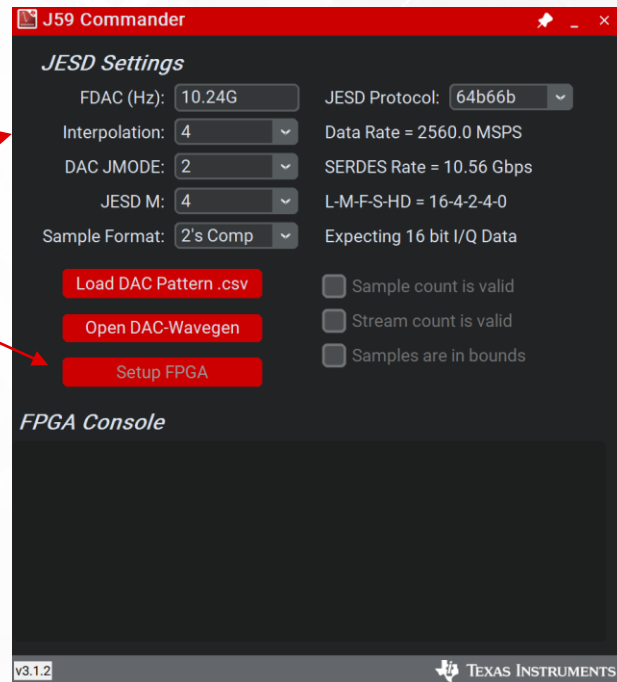 J59 Commander
JESD Settings
FDAC (Hz): 10.24G JESD Protocol: 64b66b
Interpolation: 4 Data Rate = 2560.0 MSPS
DAC JMODE: 2 SERDES Rate = 10.56 Gbps
JESD M: 4 L-M-F-S-HD = 16-4-2-4-0
Sample Format: 2's Comp Expecting 16 bit I/Q Data
Load DAC Pattern .csv Sample count is valid
Open DAC-Wavegen Stream count is valid
Setup FPGA Samples are in bounds
FPGA Console
v3.1.2 TEXAS INSTRUMENTS